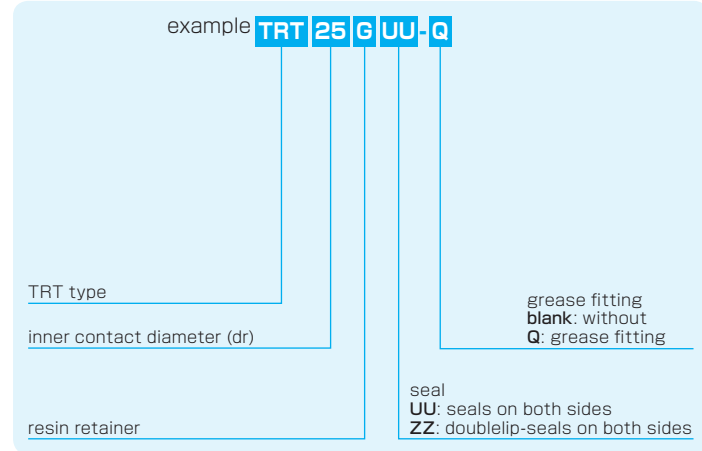 example TRT 25 G UU-Q
TRT type
inner contact diameter (dr)
resin retainer
grease fitting
blank: without
Q: grease fitting
seal
UU: seals on both sides
ZZ: doublelip-seals on both sides